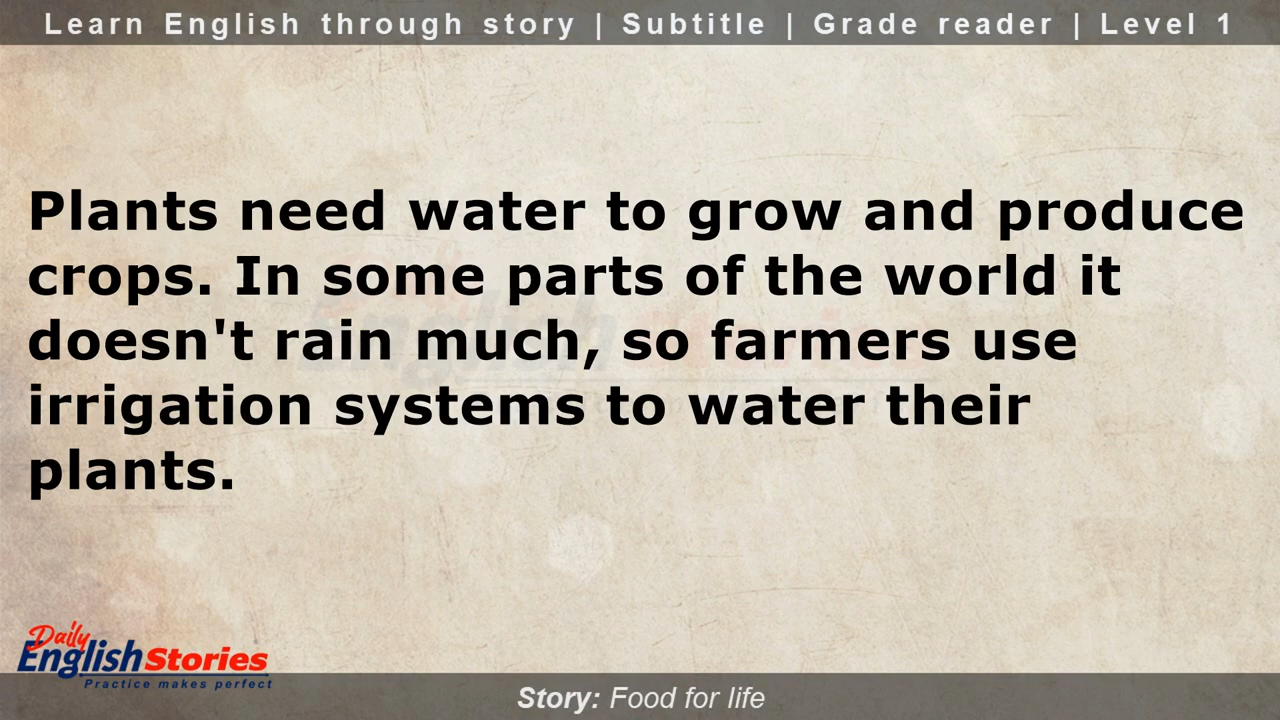 Learn English through story | Subtitle | Grade reader | Level 1
Plants need water to grow and produce
crops. In some parts of the world it
doesn't rain much, so farmers use
irrigation systems to water their
plants.
Daily
English Stories
Practice makes perfect
Story: Food for life